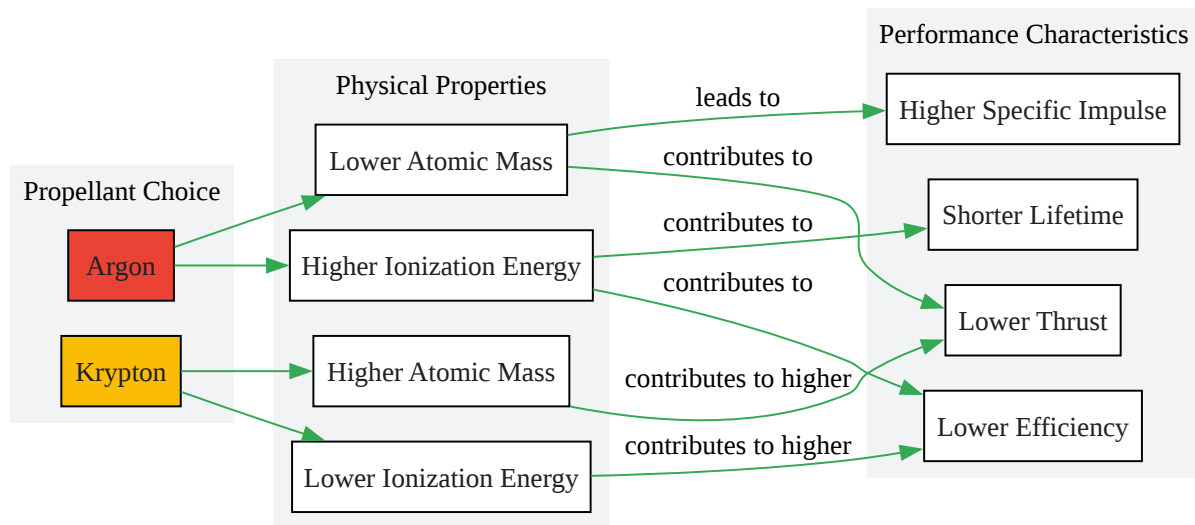 Propellant Choice
Argon
Krypton
Physical Properties
Lower Atomic Mass
Higher Ionization Energy
Higher Atomic Mass
Lower Ionization Energy
leads to
contributes to
contributes to
contributes to
contributes to higher
contributes to higher
Performance Characteristics
Higher Specific Impulse
Shorter Lifetime
Lower Thrust
Lower Efficiency